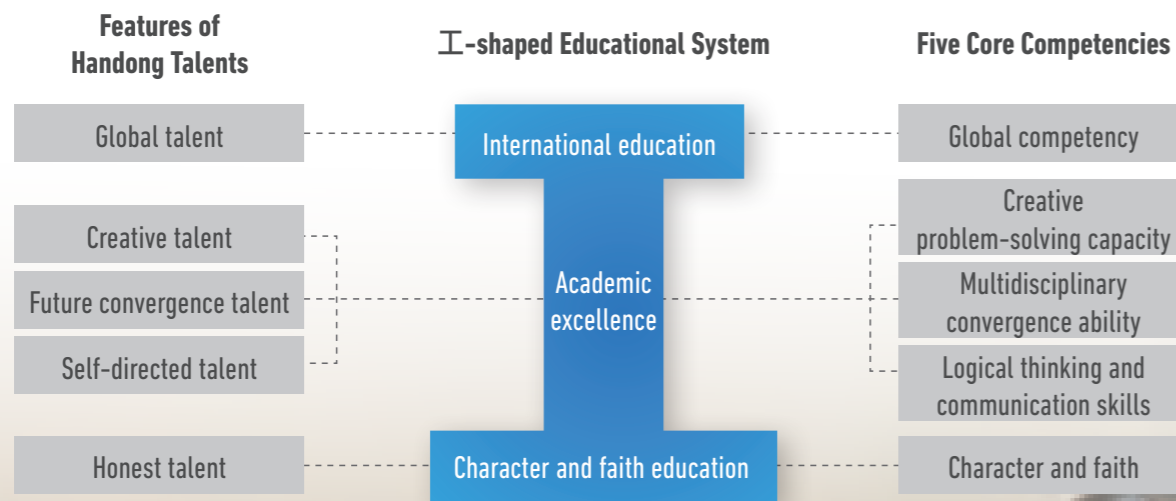 Features of
Handong Talents
工-shaped Educational System
Five Core Competencies
Global talent
International education
Global competency
Creative talent
Future convergence talent
Self-directed talent
Academic
excellence
Creative
problem-solving capacity
Multidisciplinary
convergence ability
Logical thinking and
communication skills
Honest talent
Character and faith education
Character and faith